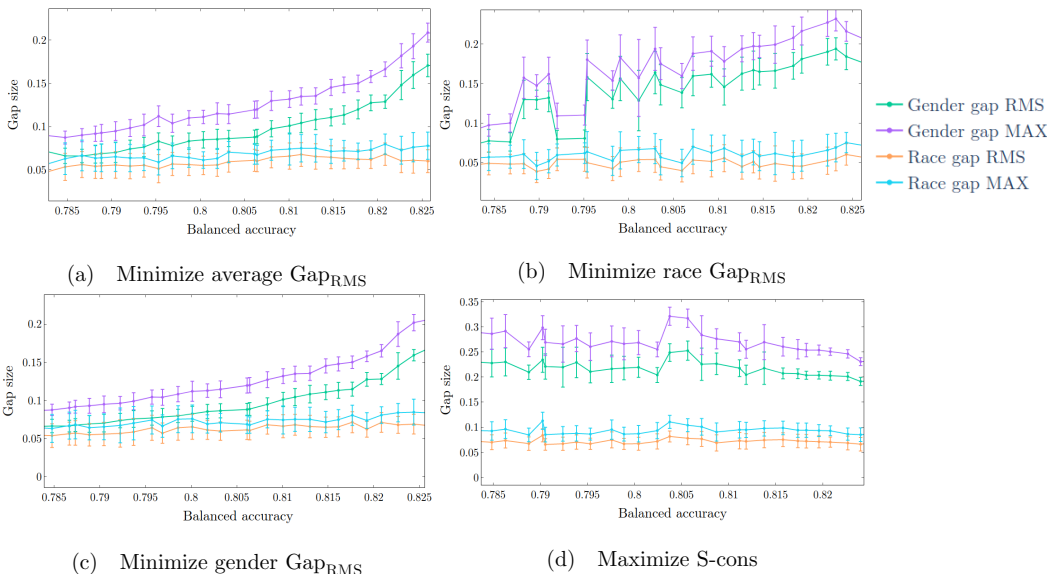 0.2
0.15
0.1
0.05
Gap size
0.785 0.79 0.795 0.8 0.805 0.81 0.815 0.82 0.825
Balanced accuracy
(a) Minimize average Gap_RMS
0.2
0.15
0.1
0.05
Gap size
0.785 0.79 0.795 0.8 0.805 0.81 0.815 0.82 0.825
Balanced accuracy
(b) Minimize race Gap_RMS
Gender gap RMS
Gender gap MAX
Race gap RMS
Race gap MAX
0.2
0.15
0.1
0.05
0
Gap size
0.785 0.79 0.795 0.8 0.805 0.81 0.815 0.82 0.825
Balanced accuracy
(c) Minimize gender Gap_RMS
0.35
0.3
0.25
0.2
0.15
0.1
0.05
0
Gap size
0.785 0.79 0.795 0.8 0.805 0.81 0.815 0.82
Balanced accuracy
(d) Maximize S-cons